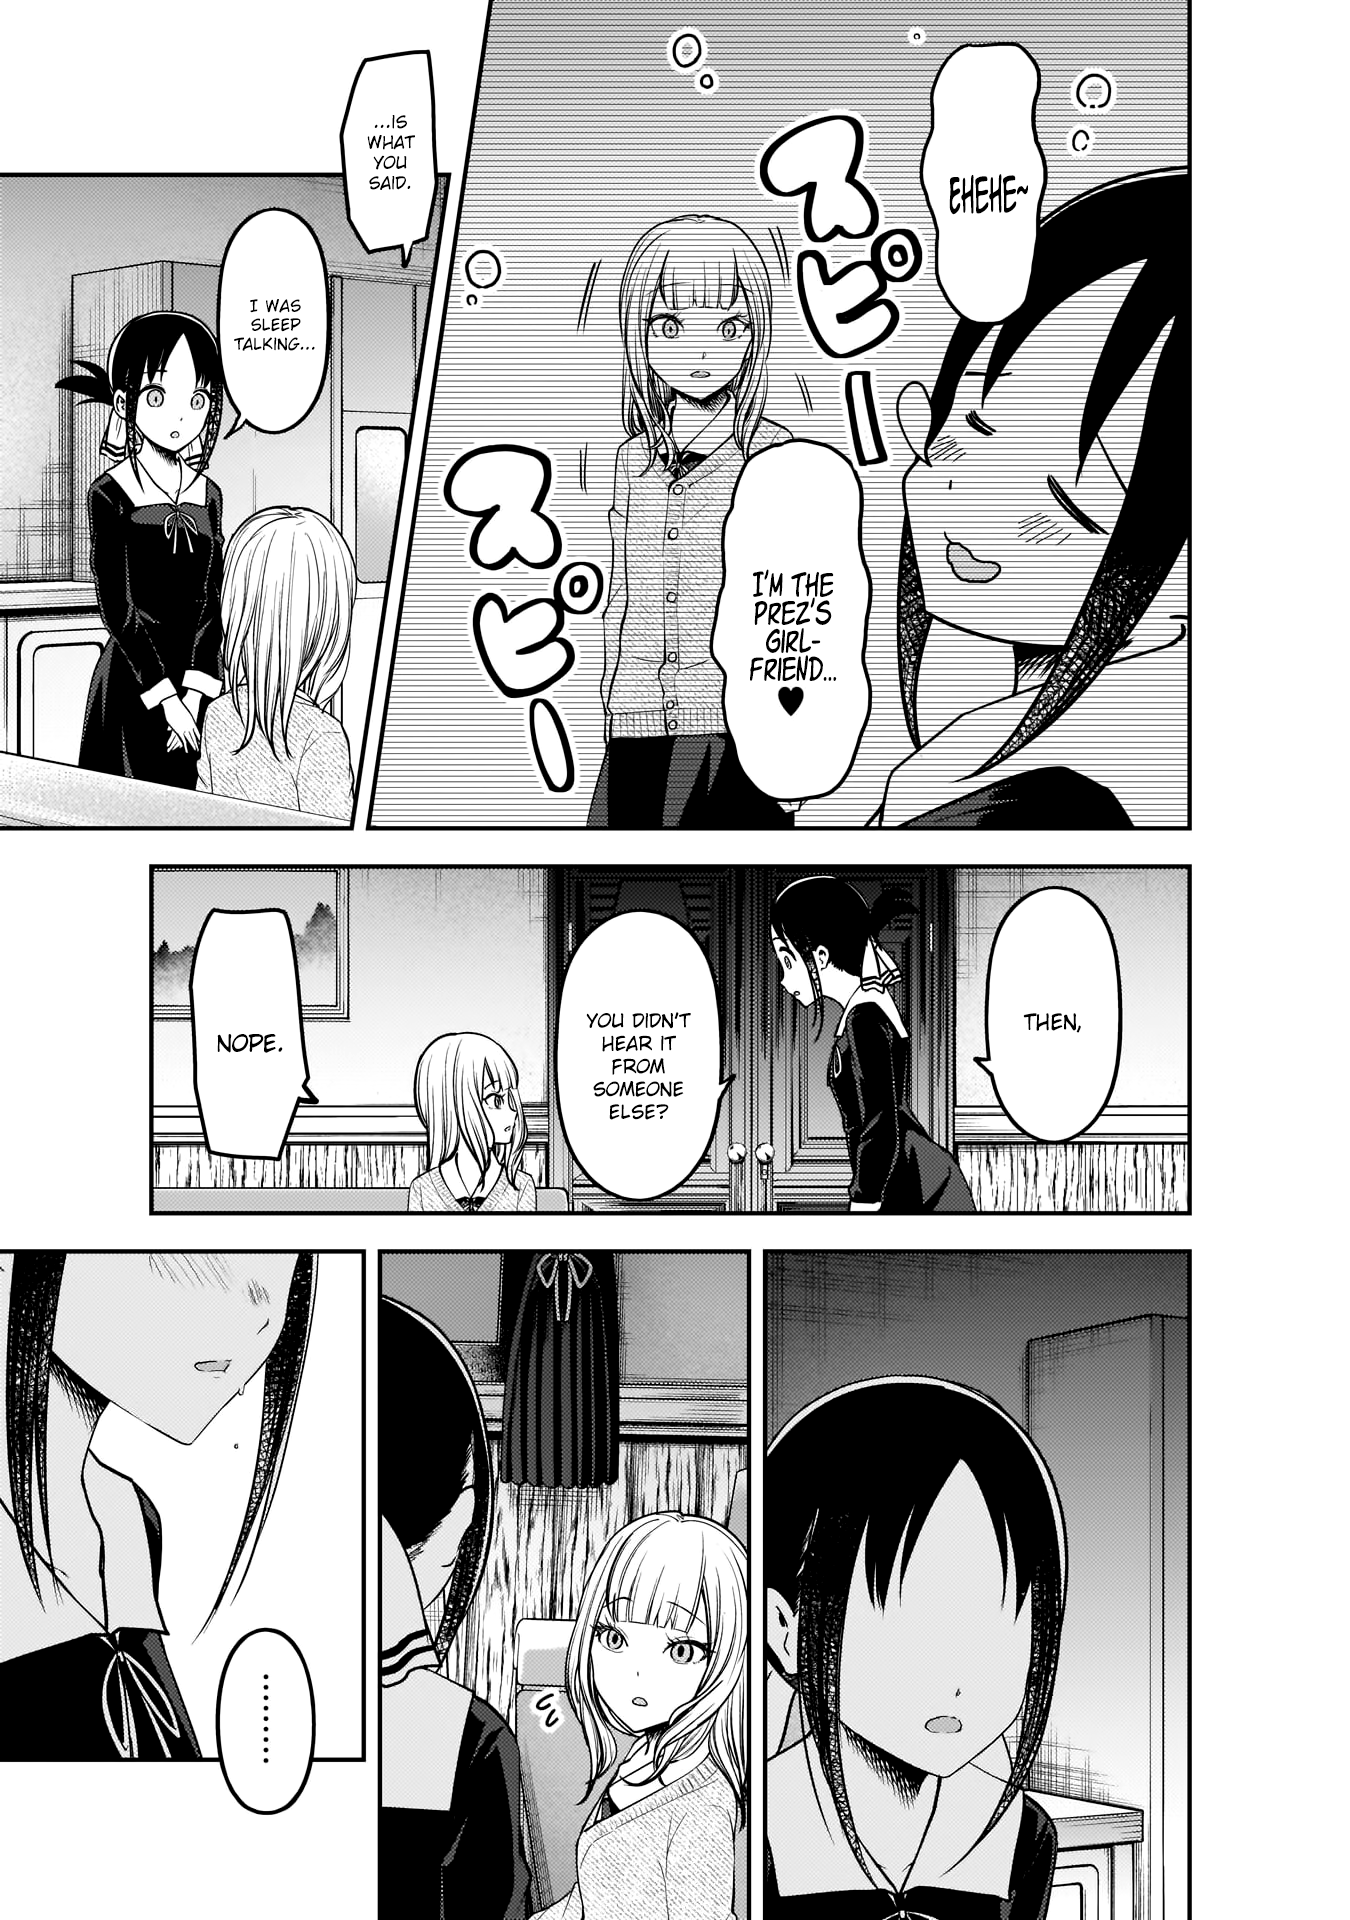 EHEHE~
スピー
I'M THE
PREZ'S
GIRL-
FRIEND...
♥
スピー
...IS
WHAT
YOU
SAID.
I WAS
SLEEP
TALKING...
THEN,
YOU DIDN'T
HEAR IT
FROM
SOMEONE
ELSE?
NOPE.
.........